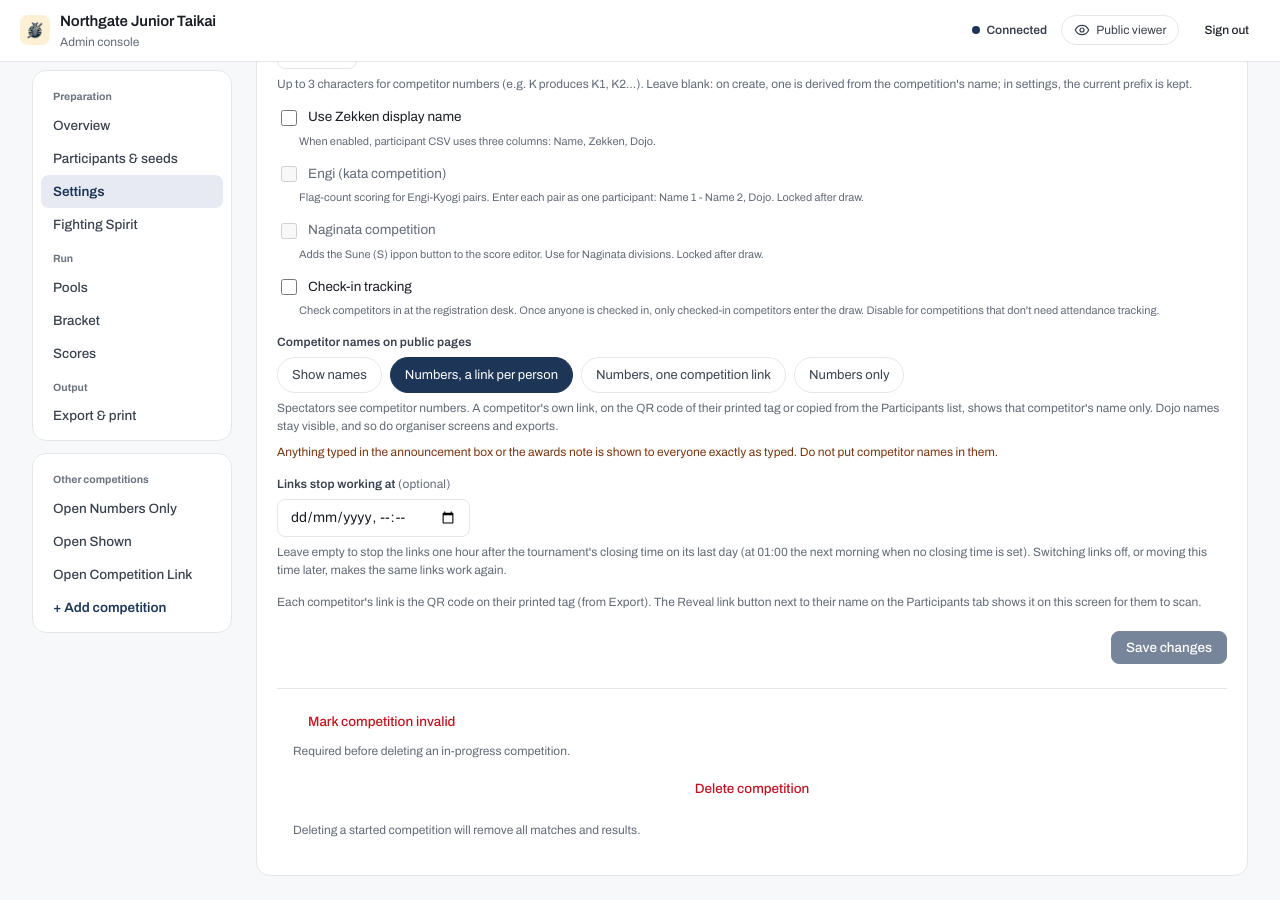 Northgate Junior Taikai
Admin console
Connected
Public viewer
Sign out
Preparation
Overview
Participants & seeds
Settings
Fighting Spirit
Run
Pools
Bracket
Scores
Output
Export & print
Other competitions
Open Numbers Only
Open Shown
Open Competition Link
+ Add competition
Up to 3 characters for competitor numbers (e.g. K produces K1, K2…). Leave blank: on create, one is derived from the competition's name; in settings, the current prefix is kept.
Use Zekken display name
When enabled, participant CSV uses three columns: Name, Zekken, Dojo.
Engi (kata competition)
Flag-count scoring for Engi-Kyogi pairs. Enter each pair as one participant: Name 1 - Name 2, Dojo. Locked after draw.
Naginata competition
Adds the Sune (S) ippon button to the score editor. Use for Naginata divisions. Locked after draw.
Check-in tracking
Check competitors in at the registration desk. Once anyone is checked in, only checked-in competitors enter the draw. Disable for competitions that don't need attendance tracking.
Competitor names on public pages
Show names
Numbers, a link per person
Numbers, one competition link
Numbers only
Spectators see competitor numbers. A competitor's own link, on the QR code of their printed tag or copied from the Participants list, shows that competitor's name only. Dojo names
stay visible, and so do organiser screens and exports.
Anything typed in the announcement box or the awards note is shown to everyone exactly as typed. Do not put competitor names in them.
Links stop working at (optional)
dd/mm/yyyy, --:--
Leave empty to stop the links one hour after the tournament's closing time on its last day (at 01:00 the next morning when no closing time is set). Switching links off, or moving this
time later, makes the same links work again.
Each competitor's link is the QR code on their printed tag (from Export). The Reveal link button next to their name on the Participants tab shows it on this screen for them to scan.
Save changes
Mark competition invalid
Required before deleting an in-progress competition.
Delete competition
Deleting a started competition will remove all matches and results.